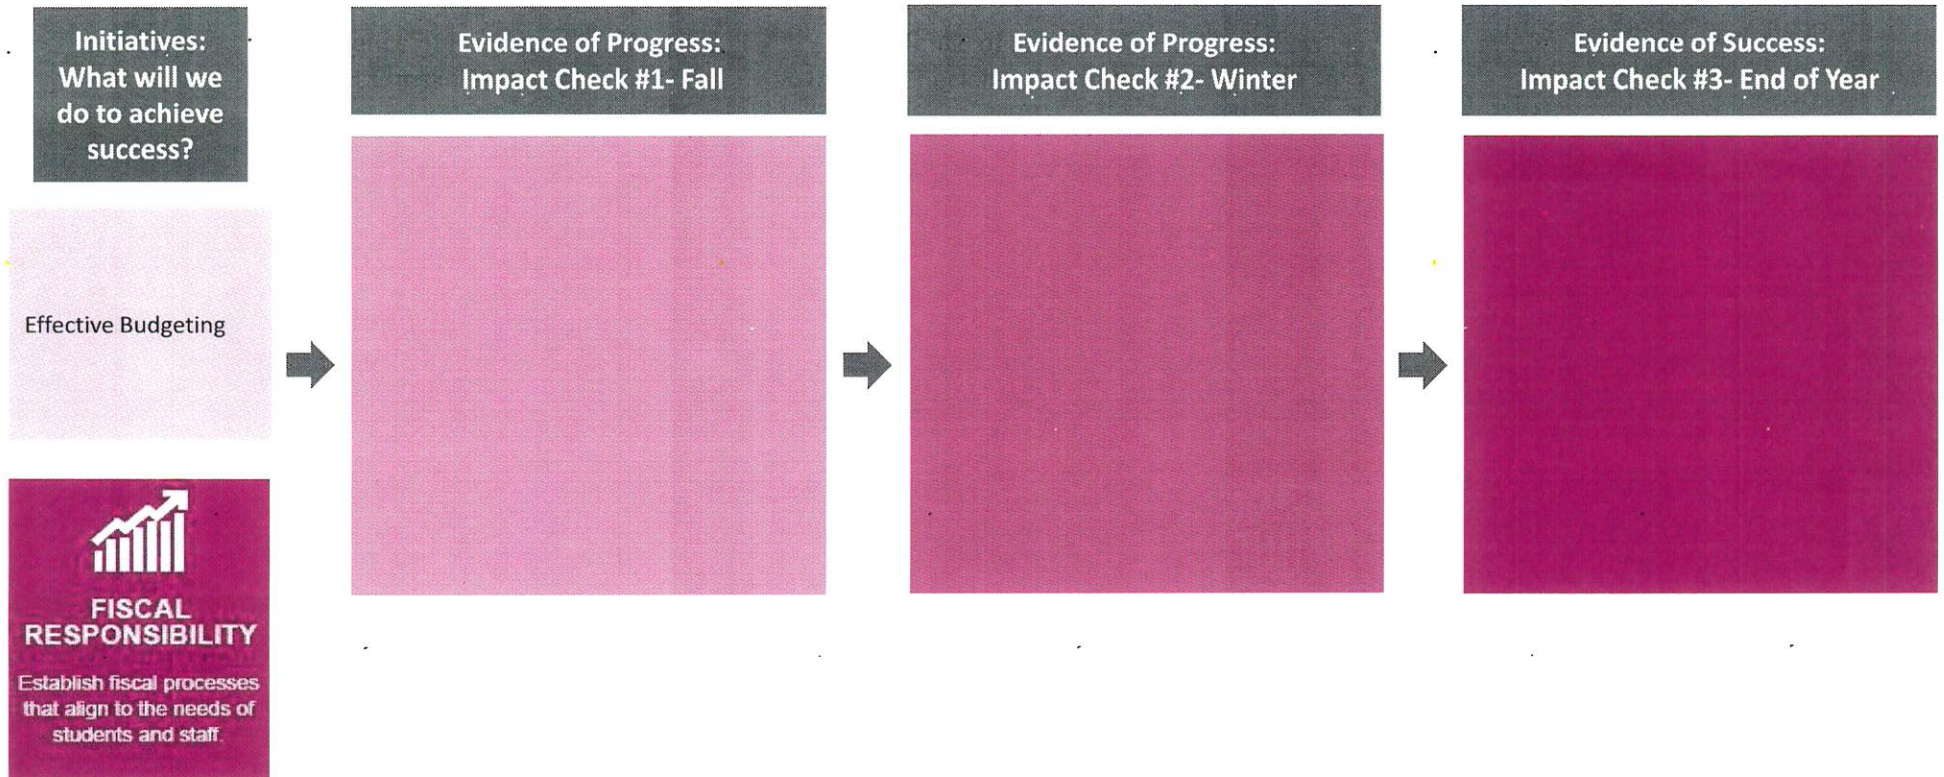 Initiatives:
What will we
do to achieve
success?
Evidence of Progress:
Impact Check #1- Fall
Evidence of Progress:
Impact Check #2- Winter
Evidence of Success:
Impact Check #3- End of Year
Effective Budgeting
FISCAL
RESPONSIBILITY
Establish fiscal processes
that align to the needs of
students and staff.